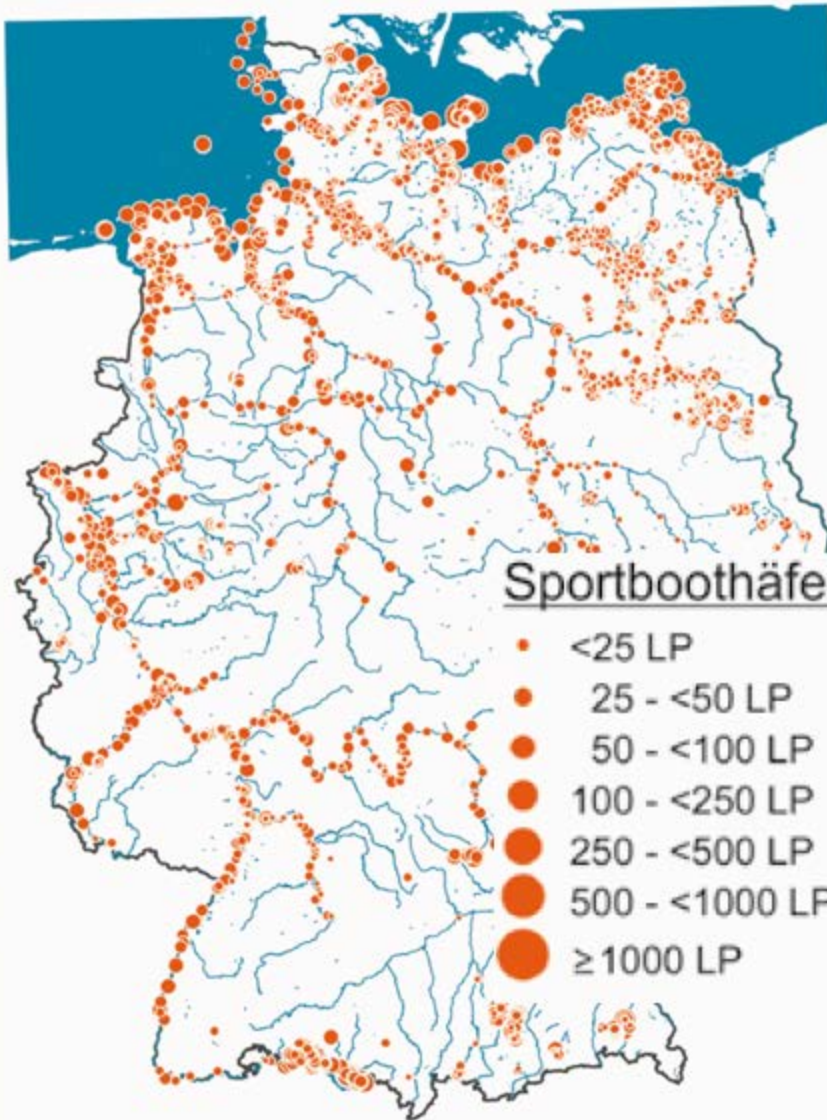 Sportboothäfe
<25 LP
25 - <50 LP
50 - <100 LP
100 - <250 LP
250 - <500 LP
500 - <1000 LP
≥1000 LP